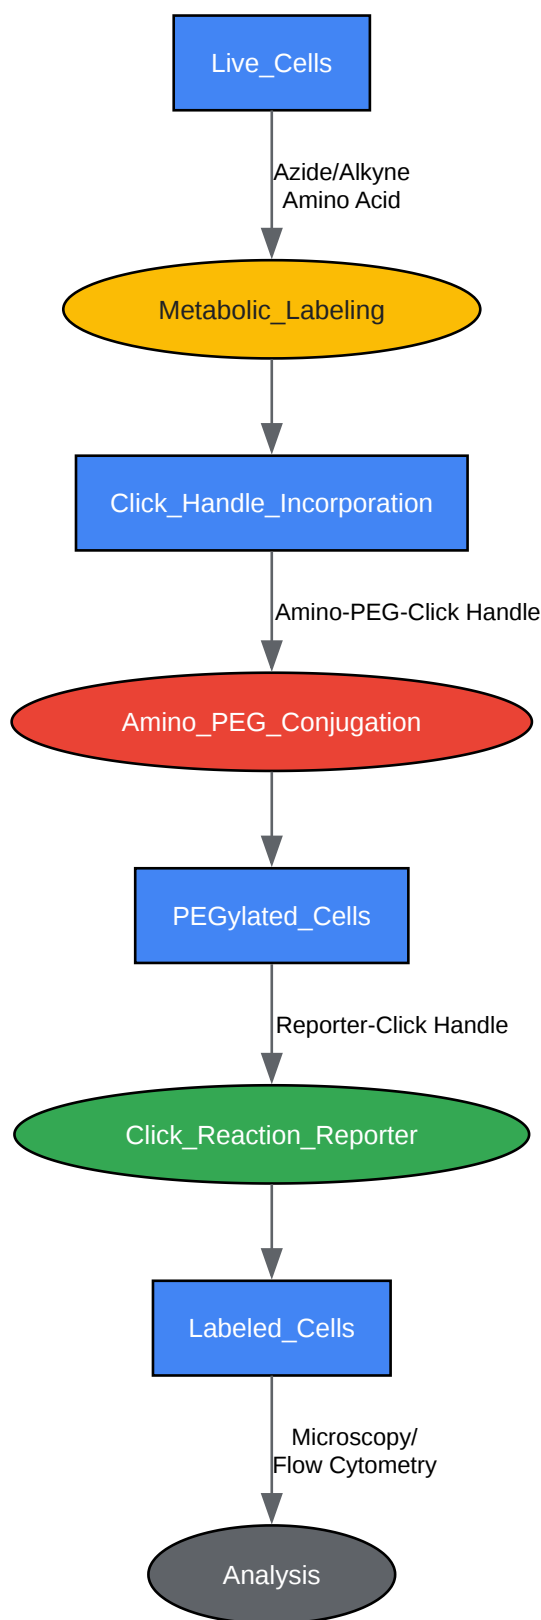 Live_Cells
Azide/Alkyne
Amino Acid
Metabolic_Labeling
Click_Handle_Incorporation
Amino-PEG-Click Handle
Amino_PEG_Conjugation
PEGylated_Cells
Reporter-Click Handle
Click_Reaction_Reporter
Labeled_Cells
Microscopy/
Flow Cytometry
Analysis